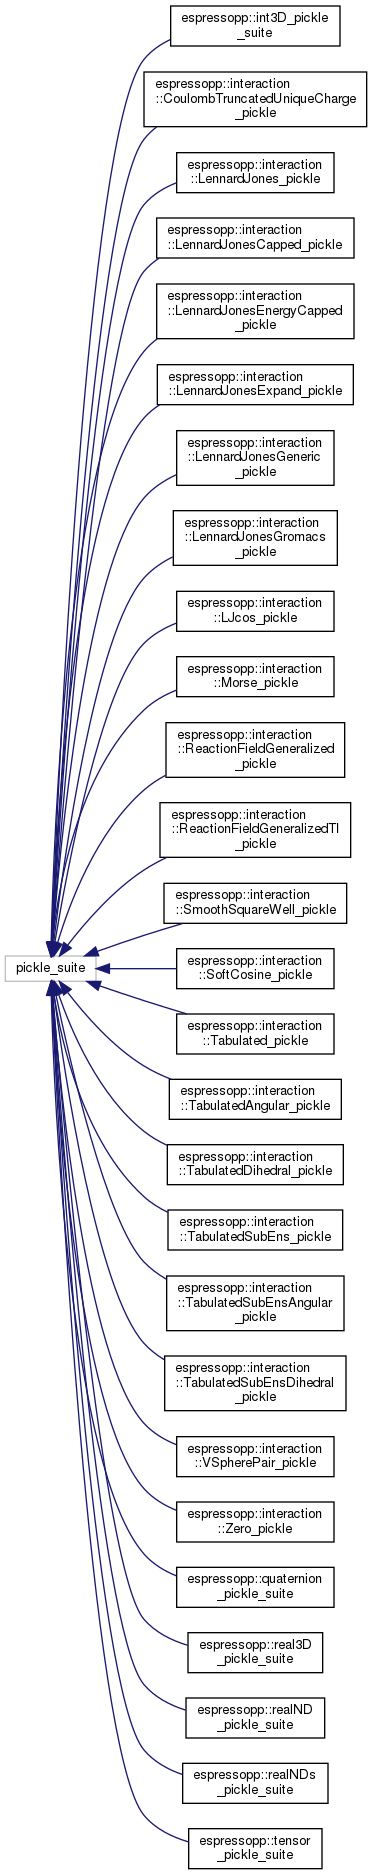 espressopp::int3D_pickle
_suite
espressopp::interaction
::CoulombTruncatedUniqueCharge
_pickle
espressopp::interaction
::LennardJones_pickle
espressopp::interaction
::LennardJonesCapped_pickle
espressopp::interaction
::LennardJonesEnergyCapped
_pickle
espressopp::interaction
::LennardJonesExpand_pickle
espressopp::interaction
::LennardJonesGeneric
_pickle
espressopp::interaction
::LennardJonesGromacs
_pickle
espressopp::interaction
::LJcos_pickle
espressopp::interaction
::Morse_pickle
espressopp::interaction
::ReactionFieldGeneralized
_pickle
espressopp::interaction
::ReactionFieldGeneralizedTI
_pickle
espressopp::interaction
::SmoothSquareWell_pickle
pickle_suite
espressopp::interaction
::SoftCosine_pickle
espressopp::interaction
::Tabulated_pickle
espressopp::interaction
::TabulatedAngular_pickle
espressopp::interaction
::TabulatedDihedral_pickle
espressopp::interaction
::TabulatedSubEns_pickle
espressopp::interaction
::TabulatedSubEnsAngular
_pickle
espressopp::interaction
::TabulatedSubEnsDihedral
_pickle
espressopp::interaction
::VSpherePair_pickle
espressopp::interaction
::Zero_pickle
espressopp::quaternion
_pickle_suite
espressopp::real3D
_pickle_suite
espressopp::realND
_pickle_suite
espressopp::realNDs
_pickle_suite
espressopp::tensor
_pickle_suite